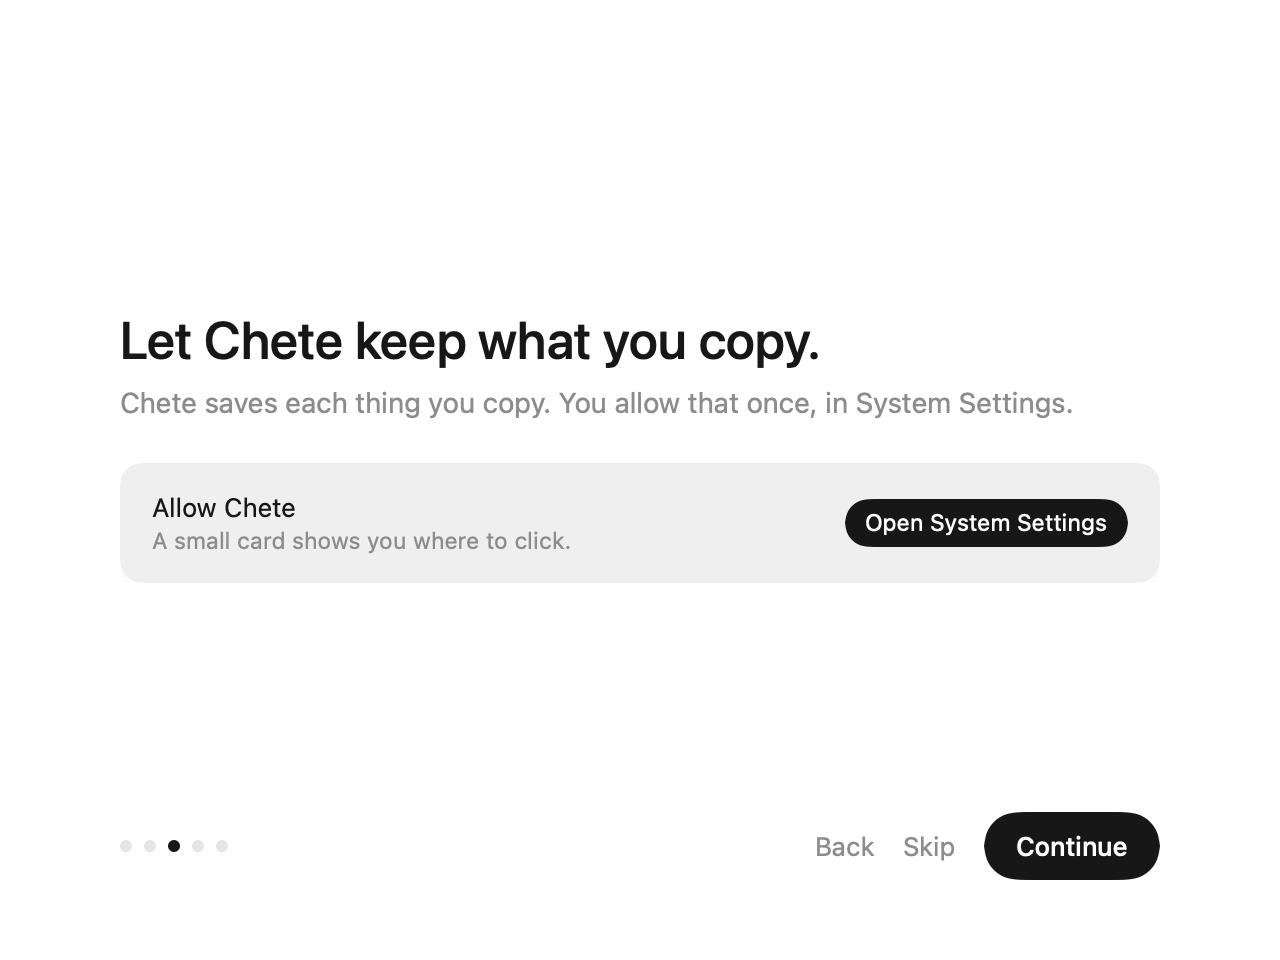 Let Chete keep what you copy.
Chete saves each thing you copy. You allow that once, in System Settings.
Allow Chete
A small card shows you where to click.
Open System Settings
Back
Skip
Continue